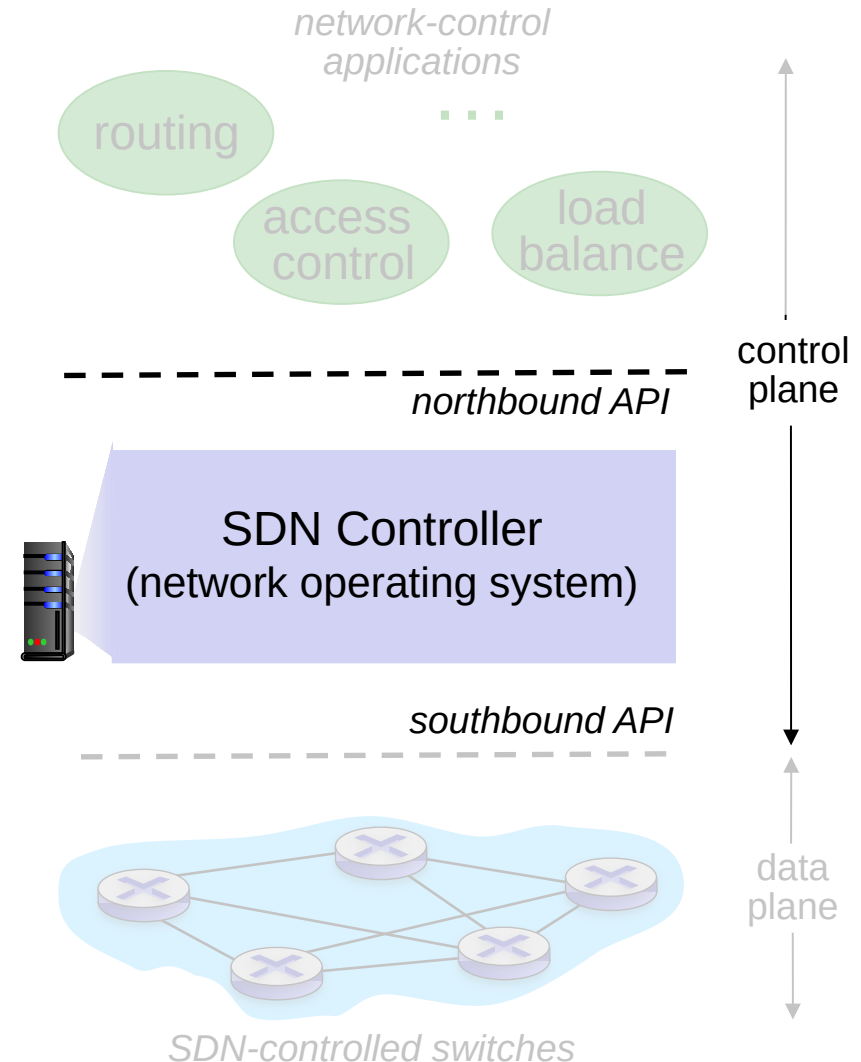 network-control
applications
routing
access
control
load
balance
control
plane
northbound API
SDN Controller
(network operating system)
southbound API
data
plane
SDN-controlled switches